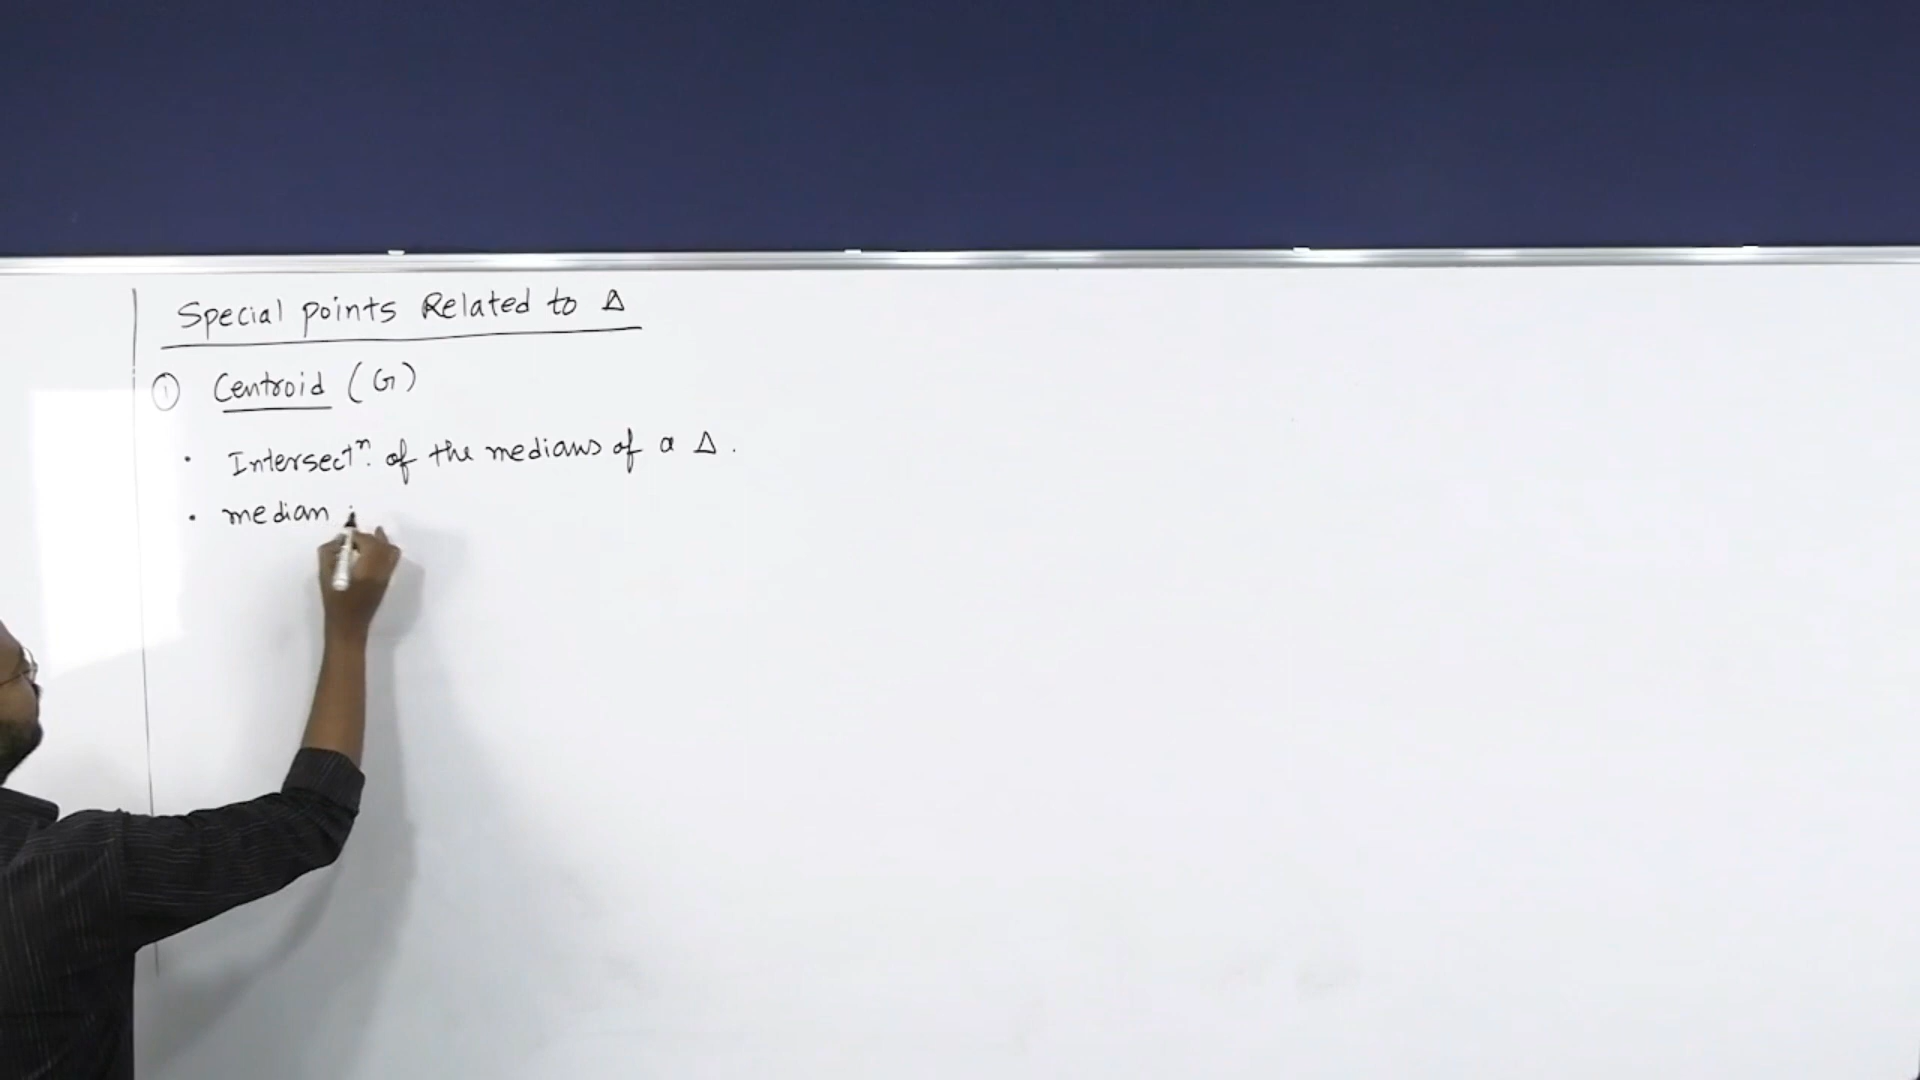 Special points Related to Δ
① Centroid (G)
• Intersectⁿ. of the medians of a Δ.
• median